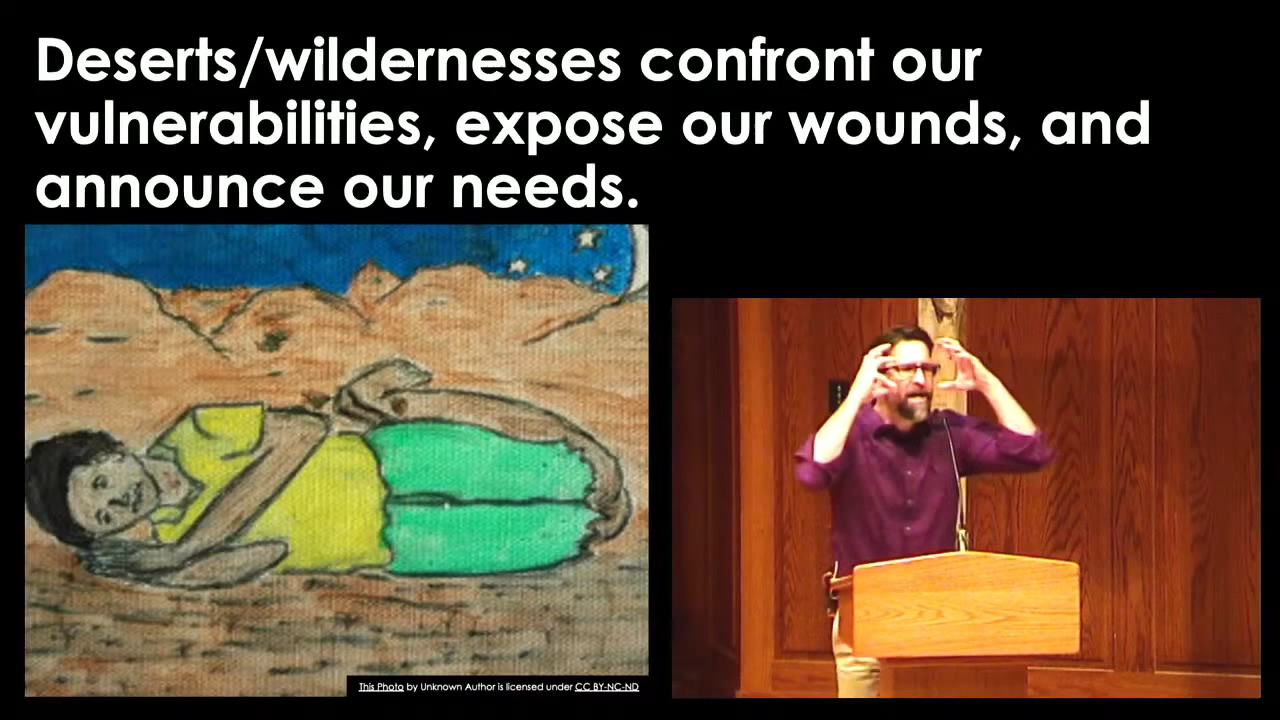 Deserts/wildernesses confront our
vulnerabilities, expose our wounds, and
announce our needs.
This Photo by Unknown Author is licensed under CC BY-NC-ND